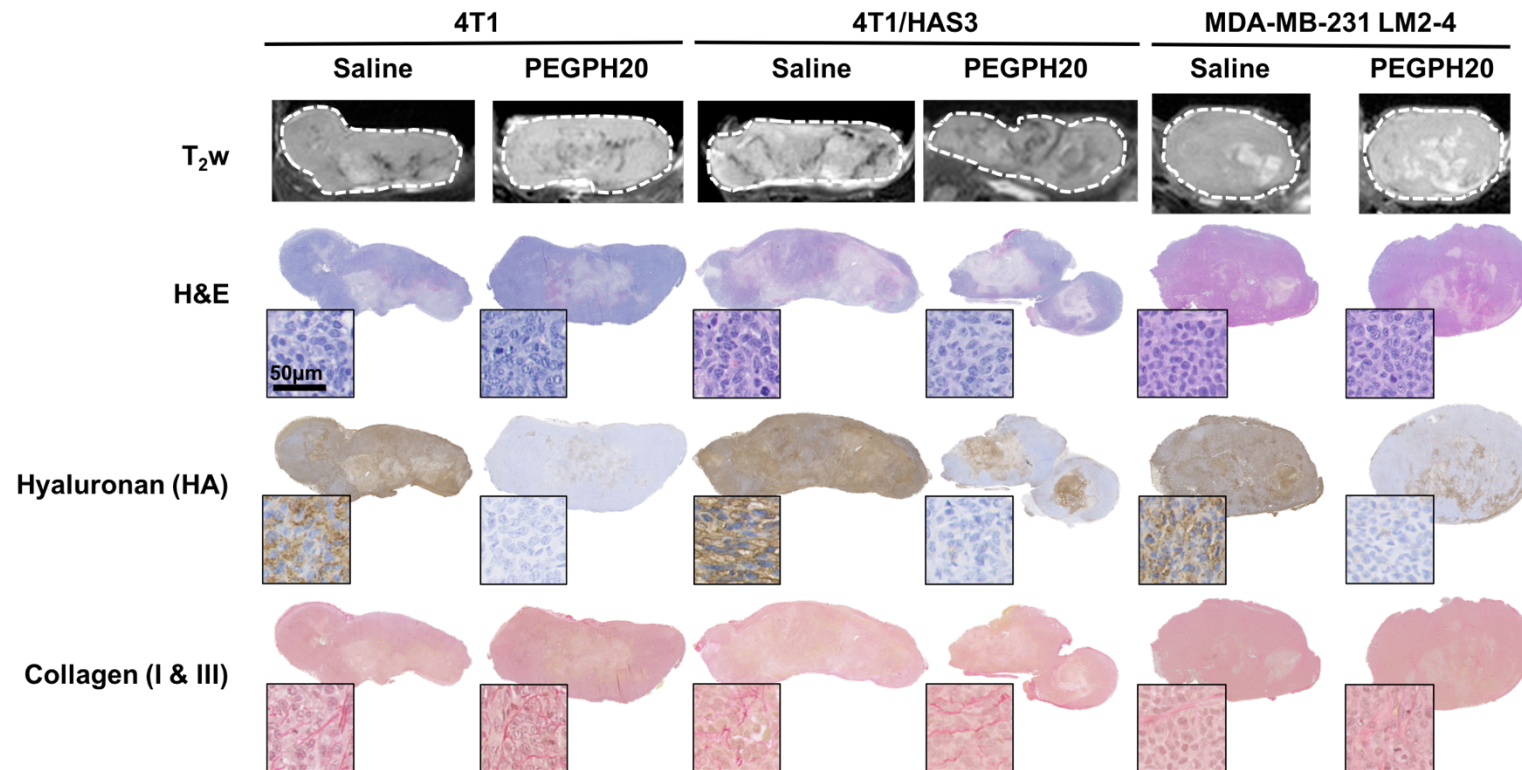 4T1 4T1/HAS3 MDA-MB-231 LM2-4
Saline PEGPH20 Saline PEGPH20 Saline PEGPH20
T₂w
H&E
50μm
Hyaluronan (HA)
Collagen (I & III)